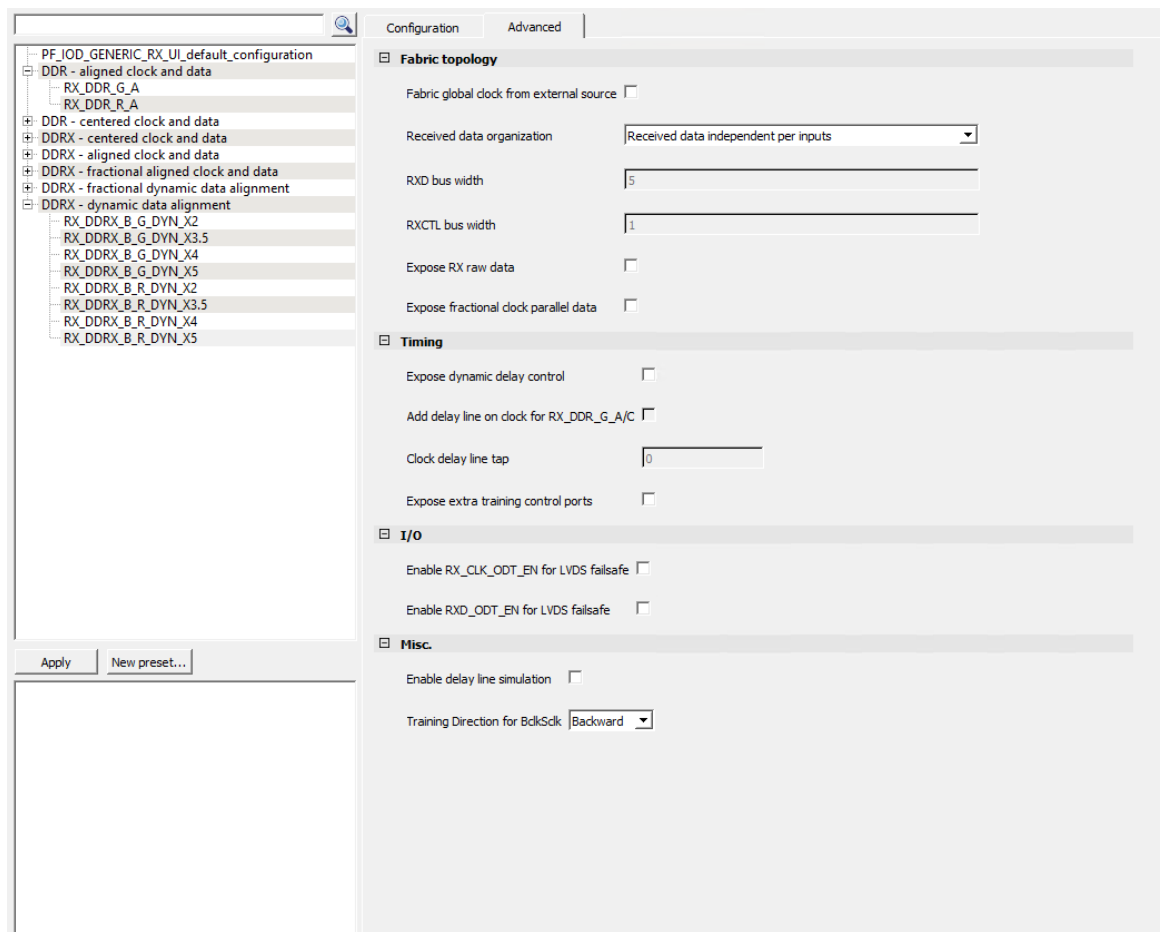 PF_IOD_GENERIC_RX_UI_default_configuration
DDR - aligned clock and data
RX_DDR_G_A
RX_DDR_R_A
DDR - centered clock and data
DDRX - centered clock and data
DDRX - aligned clock and data
DDRX - fractional aligned clock and data
DDRX - fractional dynamic data alignment
DDRX - dynamic data alignment
RX_DDRX_B_G_DYN_X2
RX_DDRX_B_G_DYN_X3.5
RX_DDRX_B_G_DYN_X4
RX_DDRX_B_G_DYN_X5
RX_DDRX_B_R_DYN_X2
RX_DDRX_B_R_DYN_X3.5
RX_DDRX_B_R_DYN_X4
RX_DDRX_B_R_DYN_X5
Apply New preset...
Configuration Advanced
Fabric topology
Fabric global clock from external source
Received data organization Received data independent per inputs
RXD bus width 5
RXCTL bus width 1
Expose RX raw data
Expose fractional clock parallel data
Timing
Expose dynamic delay control
Add delay line on clock for RX_DDR_G_A/C
Clock delay line tap 0
Expose extra training control ports
I/O
Enable RX_CLK_ODT_EN for LVDS failsafe
Enable RXD_ODT_EN for LVDS failsafe
Misc.
Enable delay line simulation
Training Direction for BclkSclk Backward